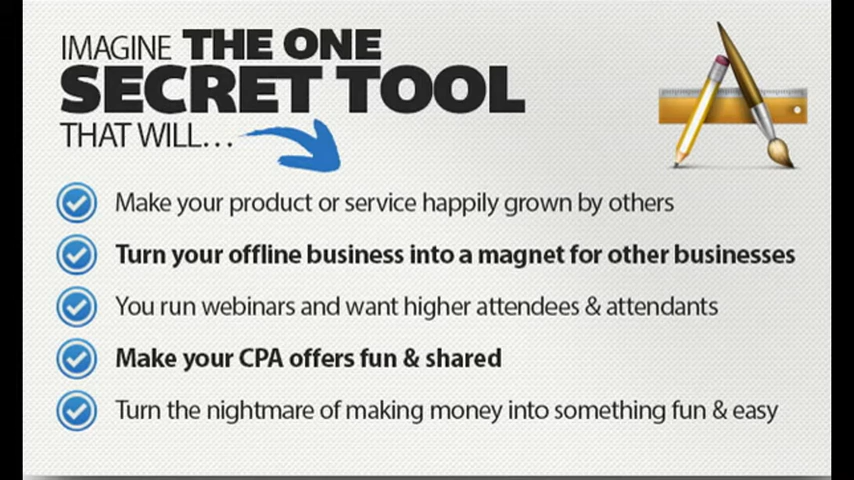 IMAGINE THE ONE
SECRET TOOL
THAT WILL...
Make your product or service happily grown by others
Turn your offline business into a magnet for other businesses
You run webinars and want higher attendees & attendants
Make your CPA offers fun & shared
Turn the nightmare of making money into something fun & easy